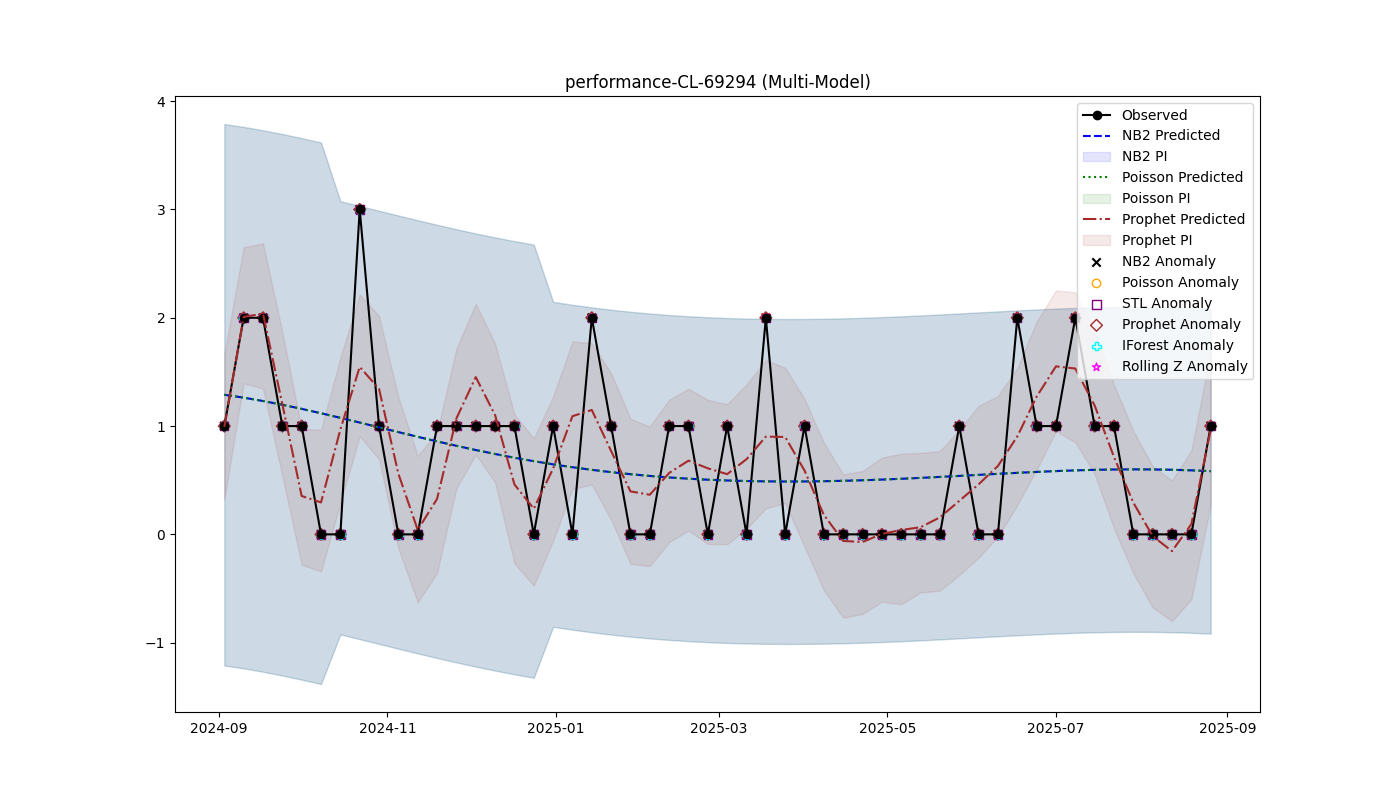 performance-CL-69294 (Multi-Model)
4
3
2
1
0
−1
2024-09
2024-11
2025-01
2025-03
2025-05
2025-07
2025-09
Observed
NB2 Predicted
NB2 PI
Poisson Predicted
Poisson PI
Prophet Predicted
Prophet PI
NB2 Anomaly
Poisson Anomaly
STL Anomaly
Prophet Anomaly
IForest Anomaly
Rolling Z Anomaly